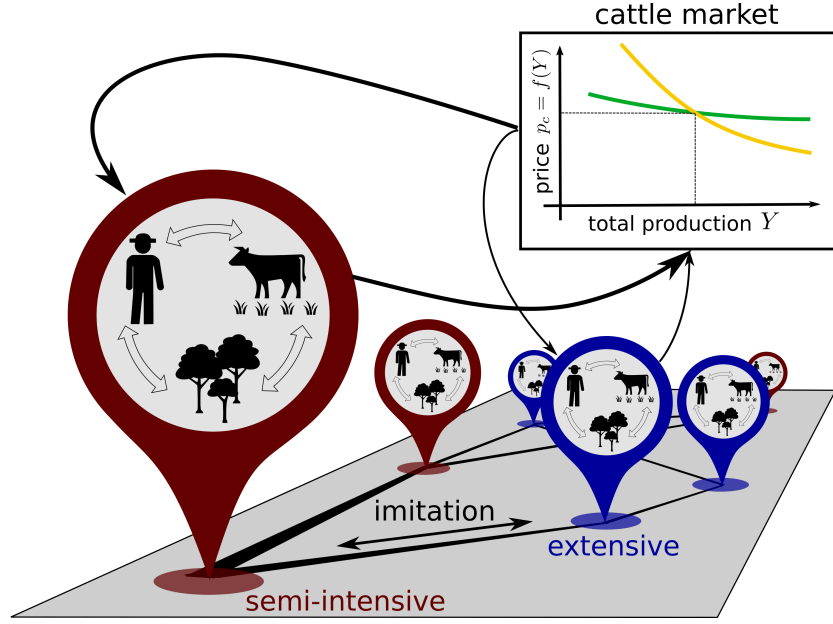 cattle market
price $p_c = f(Y)$
total production $Y$
imitation
extensive
semi-intensive